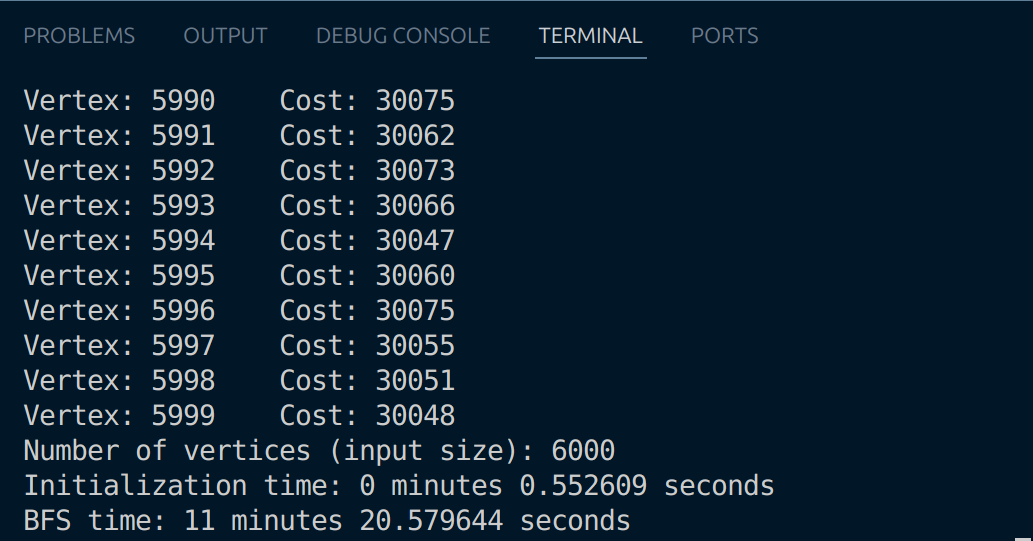 PROBLEMS OUTPUT DEBUG CONSOLE TERMINAL PORTS
Vertex: 5990 Cost: 30075
Vertex: 5991 Cost: 30062
Vertex: 5992 Cost: 30073
Vertex: 5993 Cost: 30066
Vertex: 5994 Cost: 30047
Vertex: 5995 Cost: 30060
Vertex: 5996 Cost: 30075
Vertex: 5997 Cost: 30055
Vertex: 5998 Cost: 30051
Vertex: 5999 Cost: 30048
Number of vertices (input size): 6000
Initialization time: 0 minutes 0.552609 seconds
BFS time: 11 minutes 20.579644 seconds